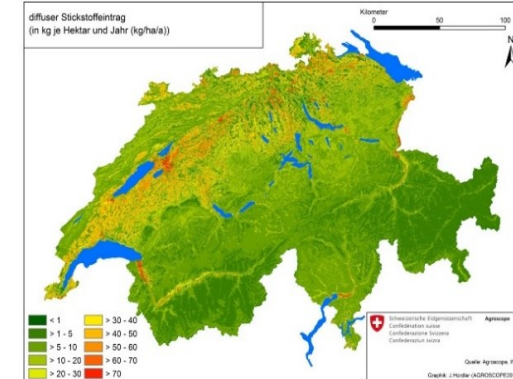 diffuser Stickstoffeintrag
(in kg je Hektar und Jahr (kg/ha/a))
Kilometer
0 50 100
N
< 1
> 1 - 5
> 5 - 10
> 10 - 20
> 20 - 30
> 30 - 40
> 40 - 50
> 50 - 60
> 60 - 70
> 70
Schweizerische Eidgenossenschaft
Confédération suisse
Confederazione Svizzera
Confederaziun svizra
Agroscope
Quelle: Agroscope,
Graphik: J.Hürdler (AGROSCOPE20